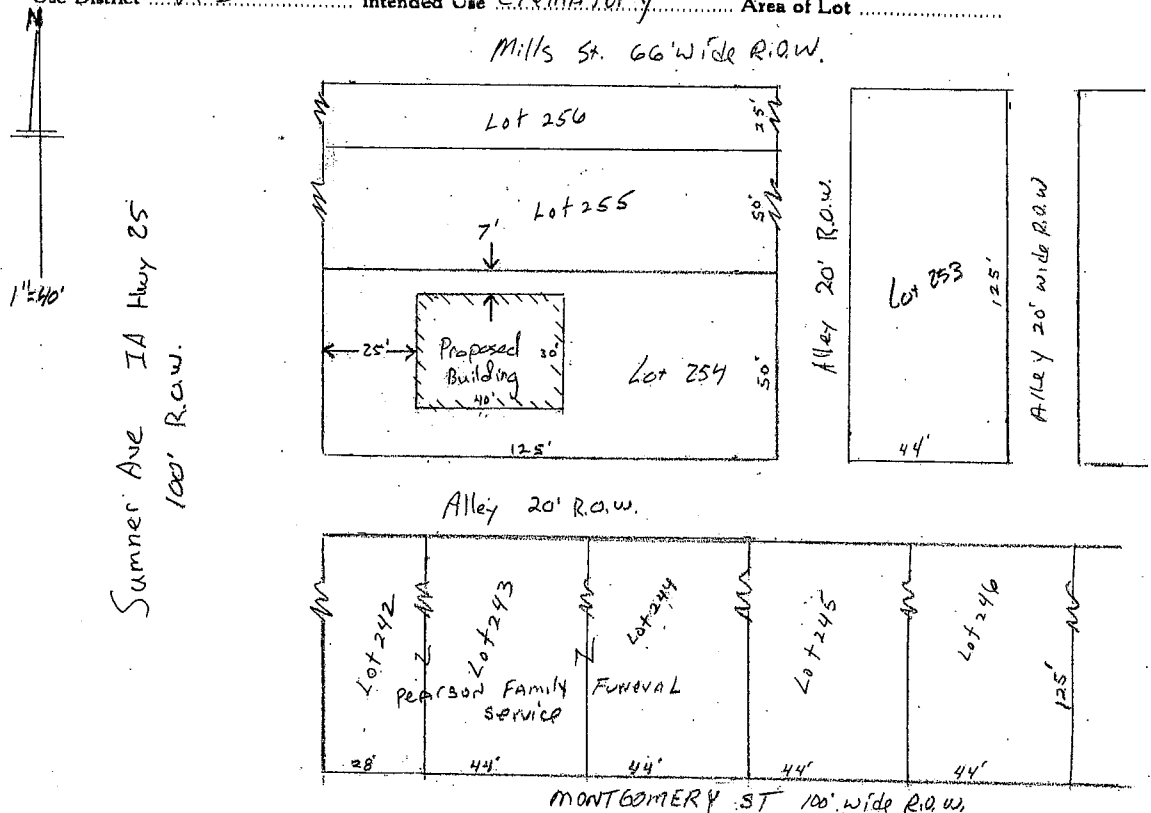 Intended Use Crematory Area of Lot
N
Mills St. 66' wide R.O.W.
Lot 256
25'
Lot 255
50'
7'
1"=40'
Sumner Ave IA Hwy 25
100' R.O.W.
25'
Proposed
Building
30'
40'
Lot 254
50'
125'
Alley 20' R.O.W.
Lot 253
125'
44'
Alley 20' wide R.O.W
Alley 20' R.O.W.
Lot 242
Lot 243
Lot 244
Lot 245
Lot 246
Pearson Family Funeral
Service
125'
28' 44' 44' 44' 44'
MONTGOMERY ST 100' wide R.O.W.